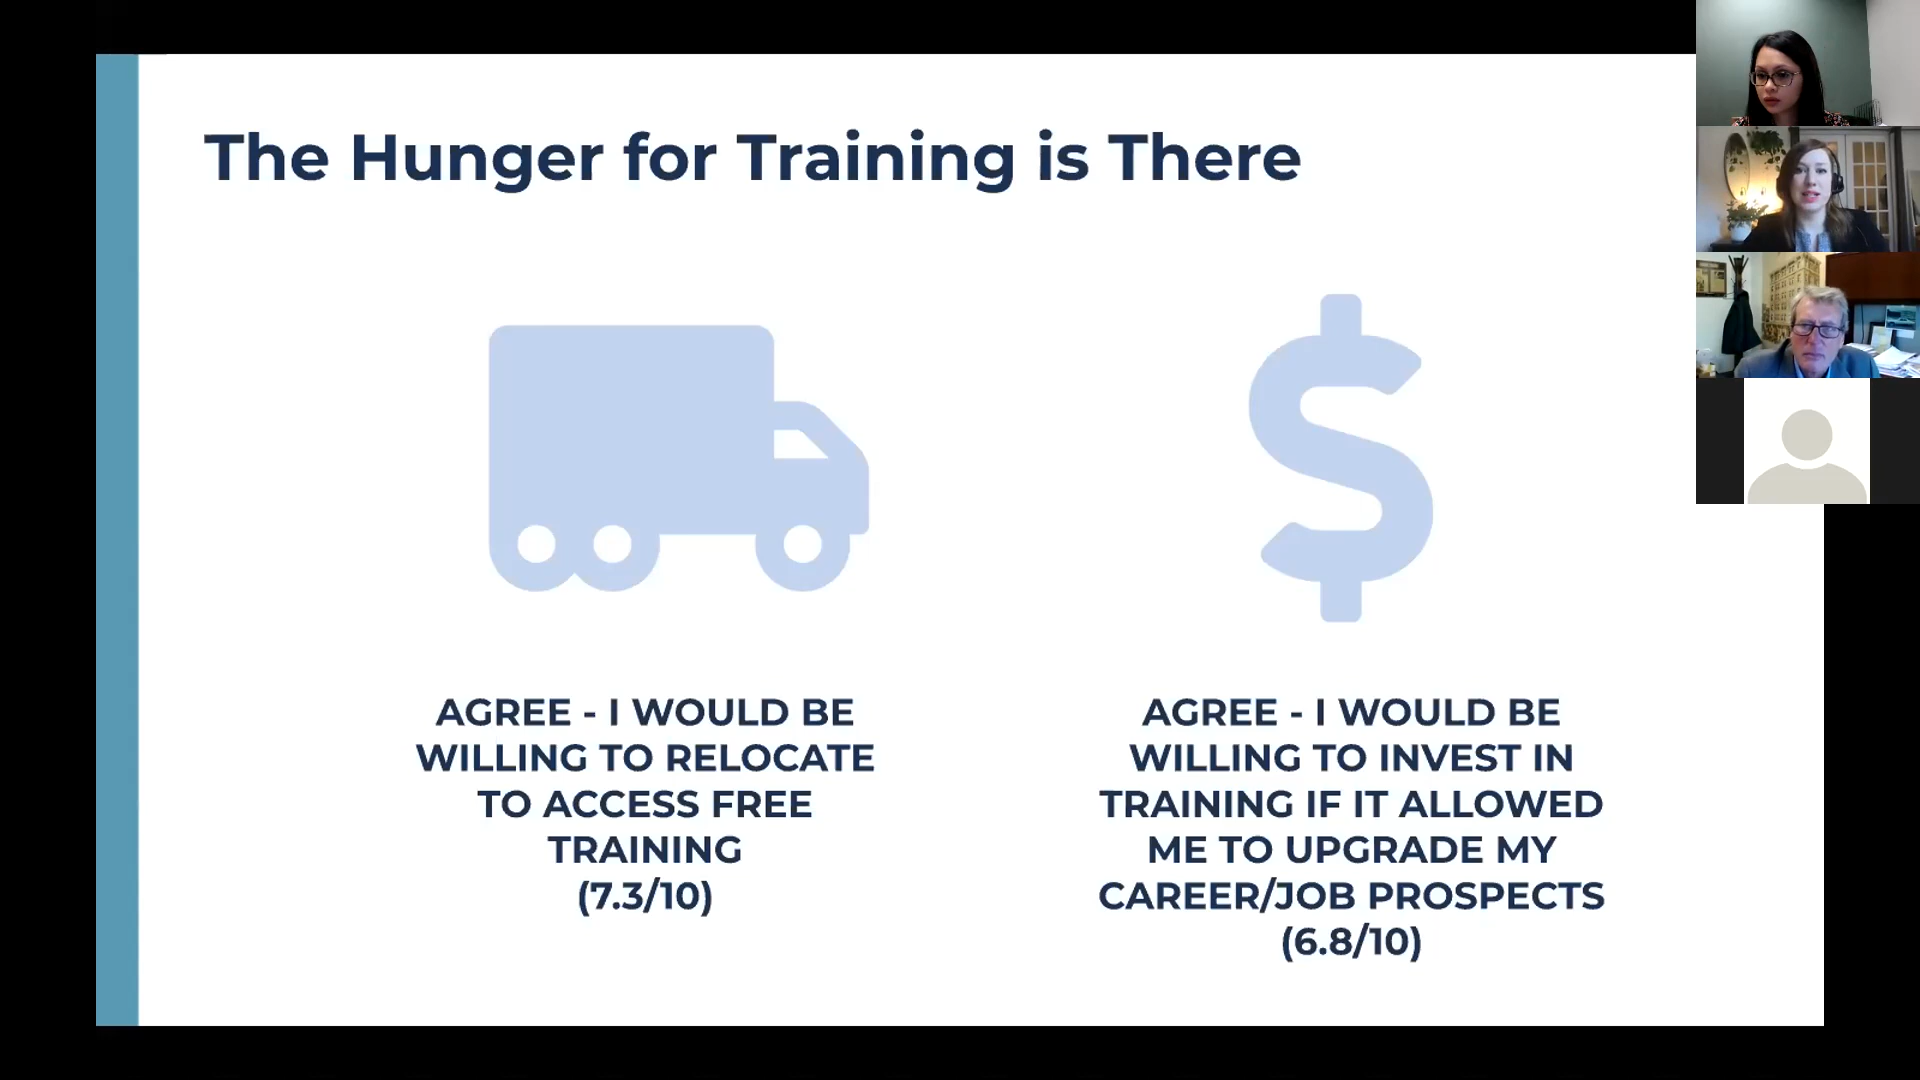 The Hunger for Training is There
AGREE - I WOULD BE
WILLING TO RELOCATE
TO ACCESS FREE
TRAINING
(7.3/10)
AGREE - I WOULD BE
WILLING TO INVEST IN
TRAINING IF IT ALLOWED
ME TO UPGRADE MY
CAREER/JOB PROSPECTS
(6.8/10)